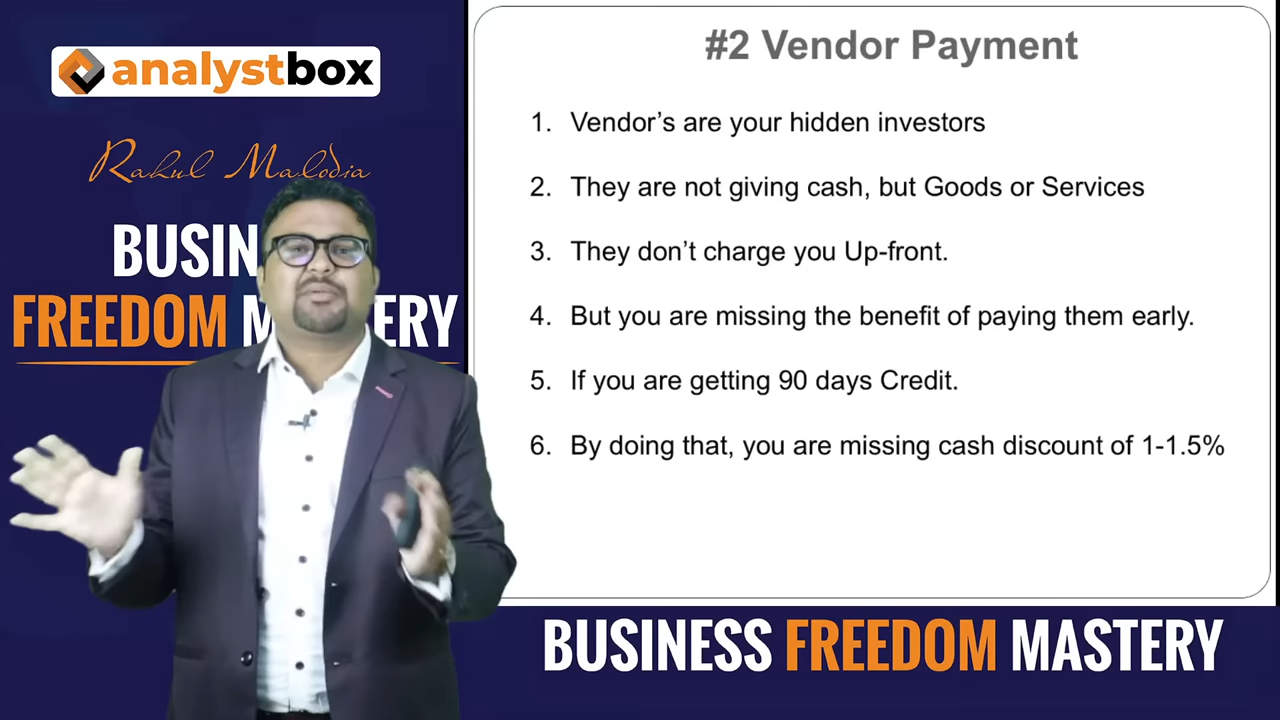 analystbox
Rahul Malodia
BUSIN
FREEDOM M ERY
#2 Vendor Payment
1. Vendor’s are your hidden investors
2. They are not giving cash, but Goods or Services
3. They don’t charge you Up-front.
4. But you are missing the benefit of paying them early.
5. If you are getting 90 days Credit.
6. By doing that, you are missing cash discount of 1-1.5%
BUSINESS FREEDOM MASTERY